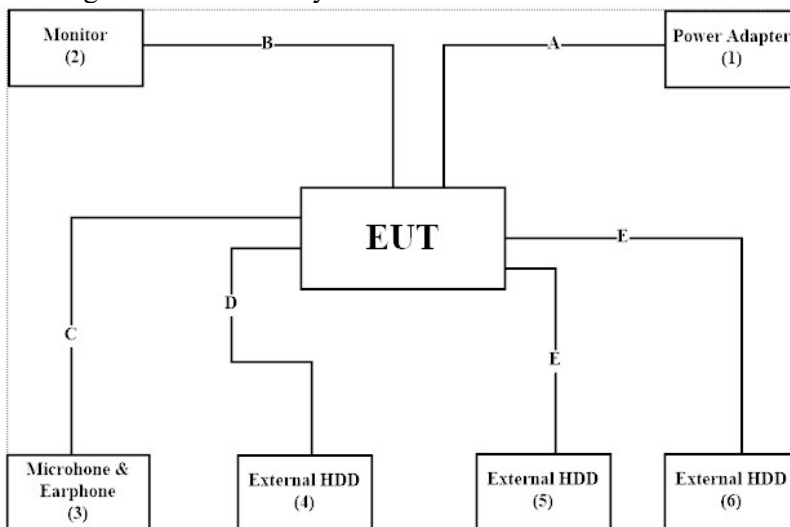 Monitor
(2)
B
A
Power Adapter
(1)
EUT
E
D
C
E
Microhone &
Earphone
(3)
External HDD
(4)
External HDD
(5)
External HDD
(6)